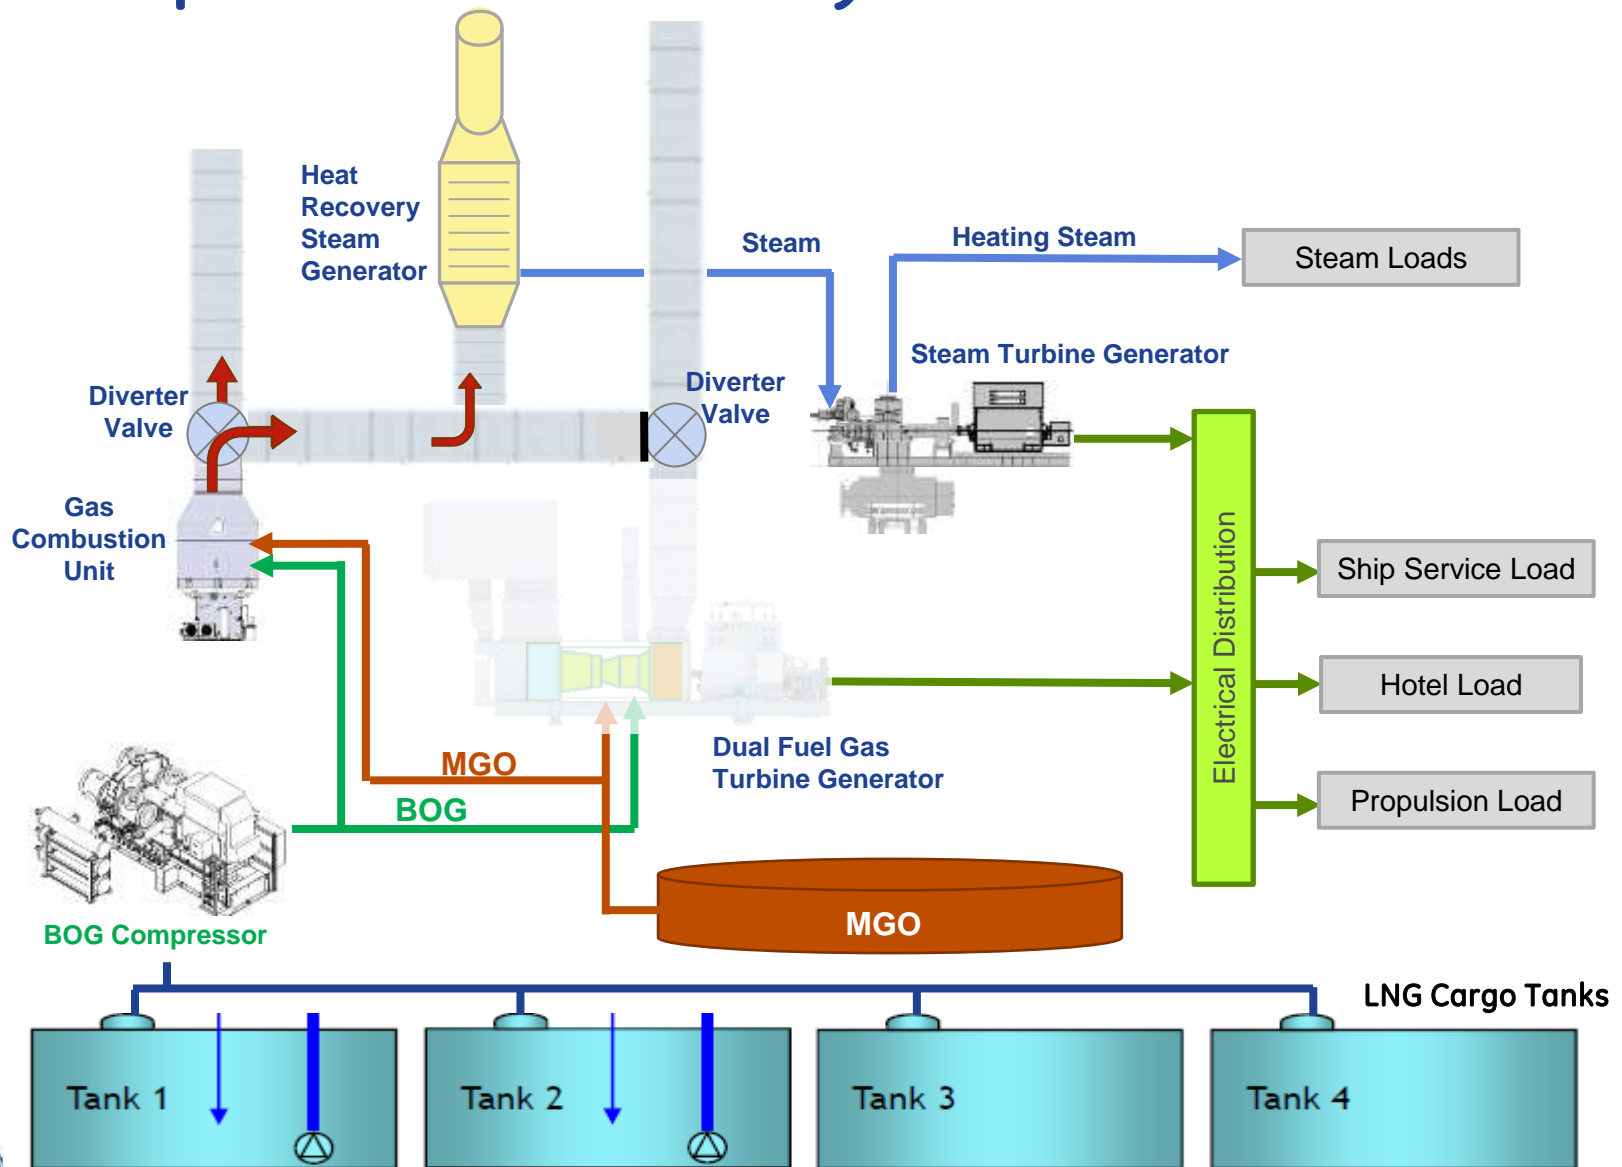 Heat
Recovery
Steam
Generator
Steam
Heating Steam
Steam Loads
Steam Turbine Generator
Diverter
Valve
Diverter
Valve
Gas
Combustion
Unit
Electrical Distribution
Ship Service Load
Hotel Load
Propulsion Load
MGO
BOG
Dual Fuel Gas
Turbine Generator
MGO
BOG Compressor
LNG Cargo Tanks
Tank 1
Tank 2
Tank 3
Tank 4